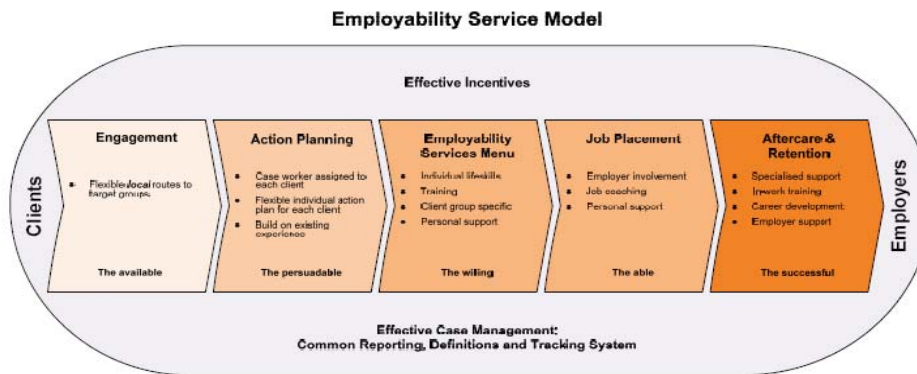 Employability Service Model
Effective Incentives
Clients
Engagement
Flexible local routes to
target groups
The available
Action Planning
Case worker assigned to
each client
Flexible individual action
plan for each client
Build on existing
experience
The persuadable
Employability
Services Menu
Individual lifeskills
Training
Client group specific
Personal support
The willing
Job Placement
Employer involvement
Job coaching
Personal support
The able
Aftercare &
Retention
Specialised support
In-work training
Career development
Employer support
The successful
Employers
Effective Case Management:
Common Reporting, Definitions and Tracking System